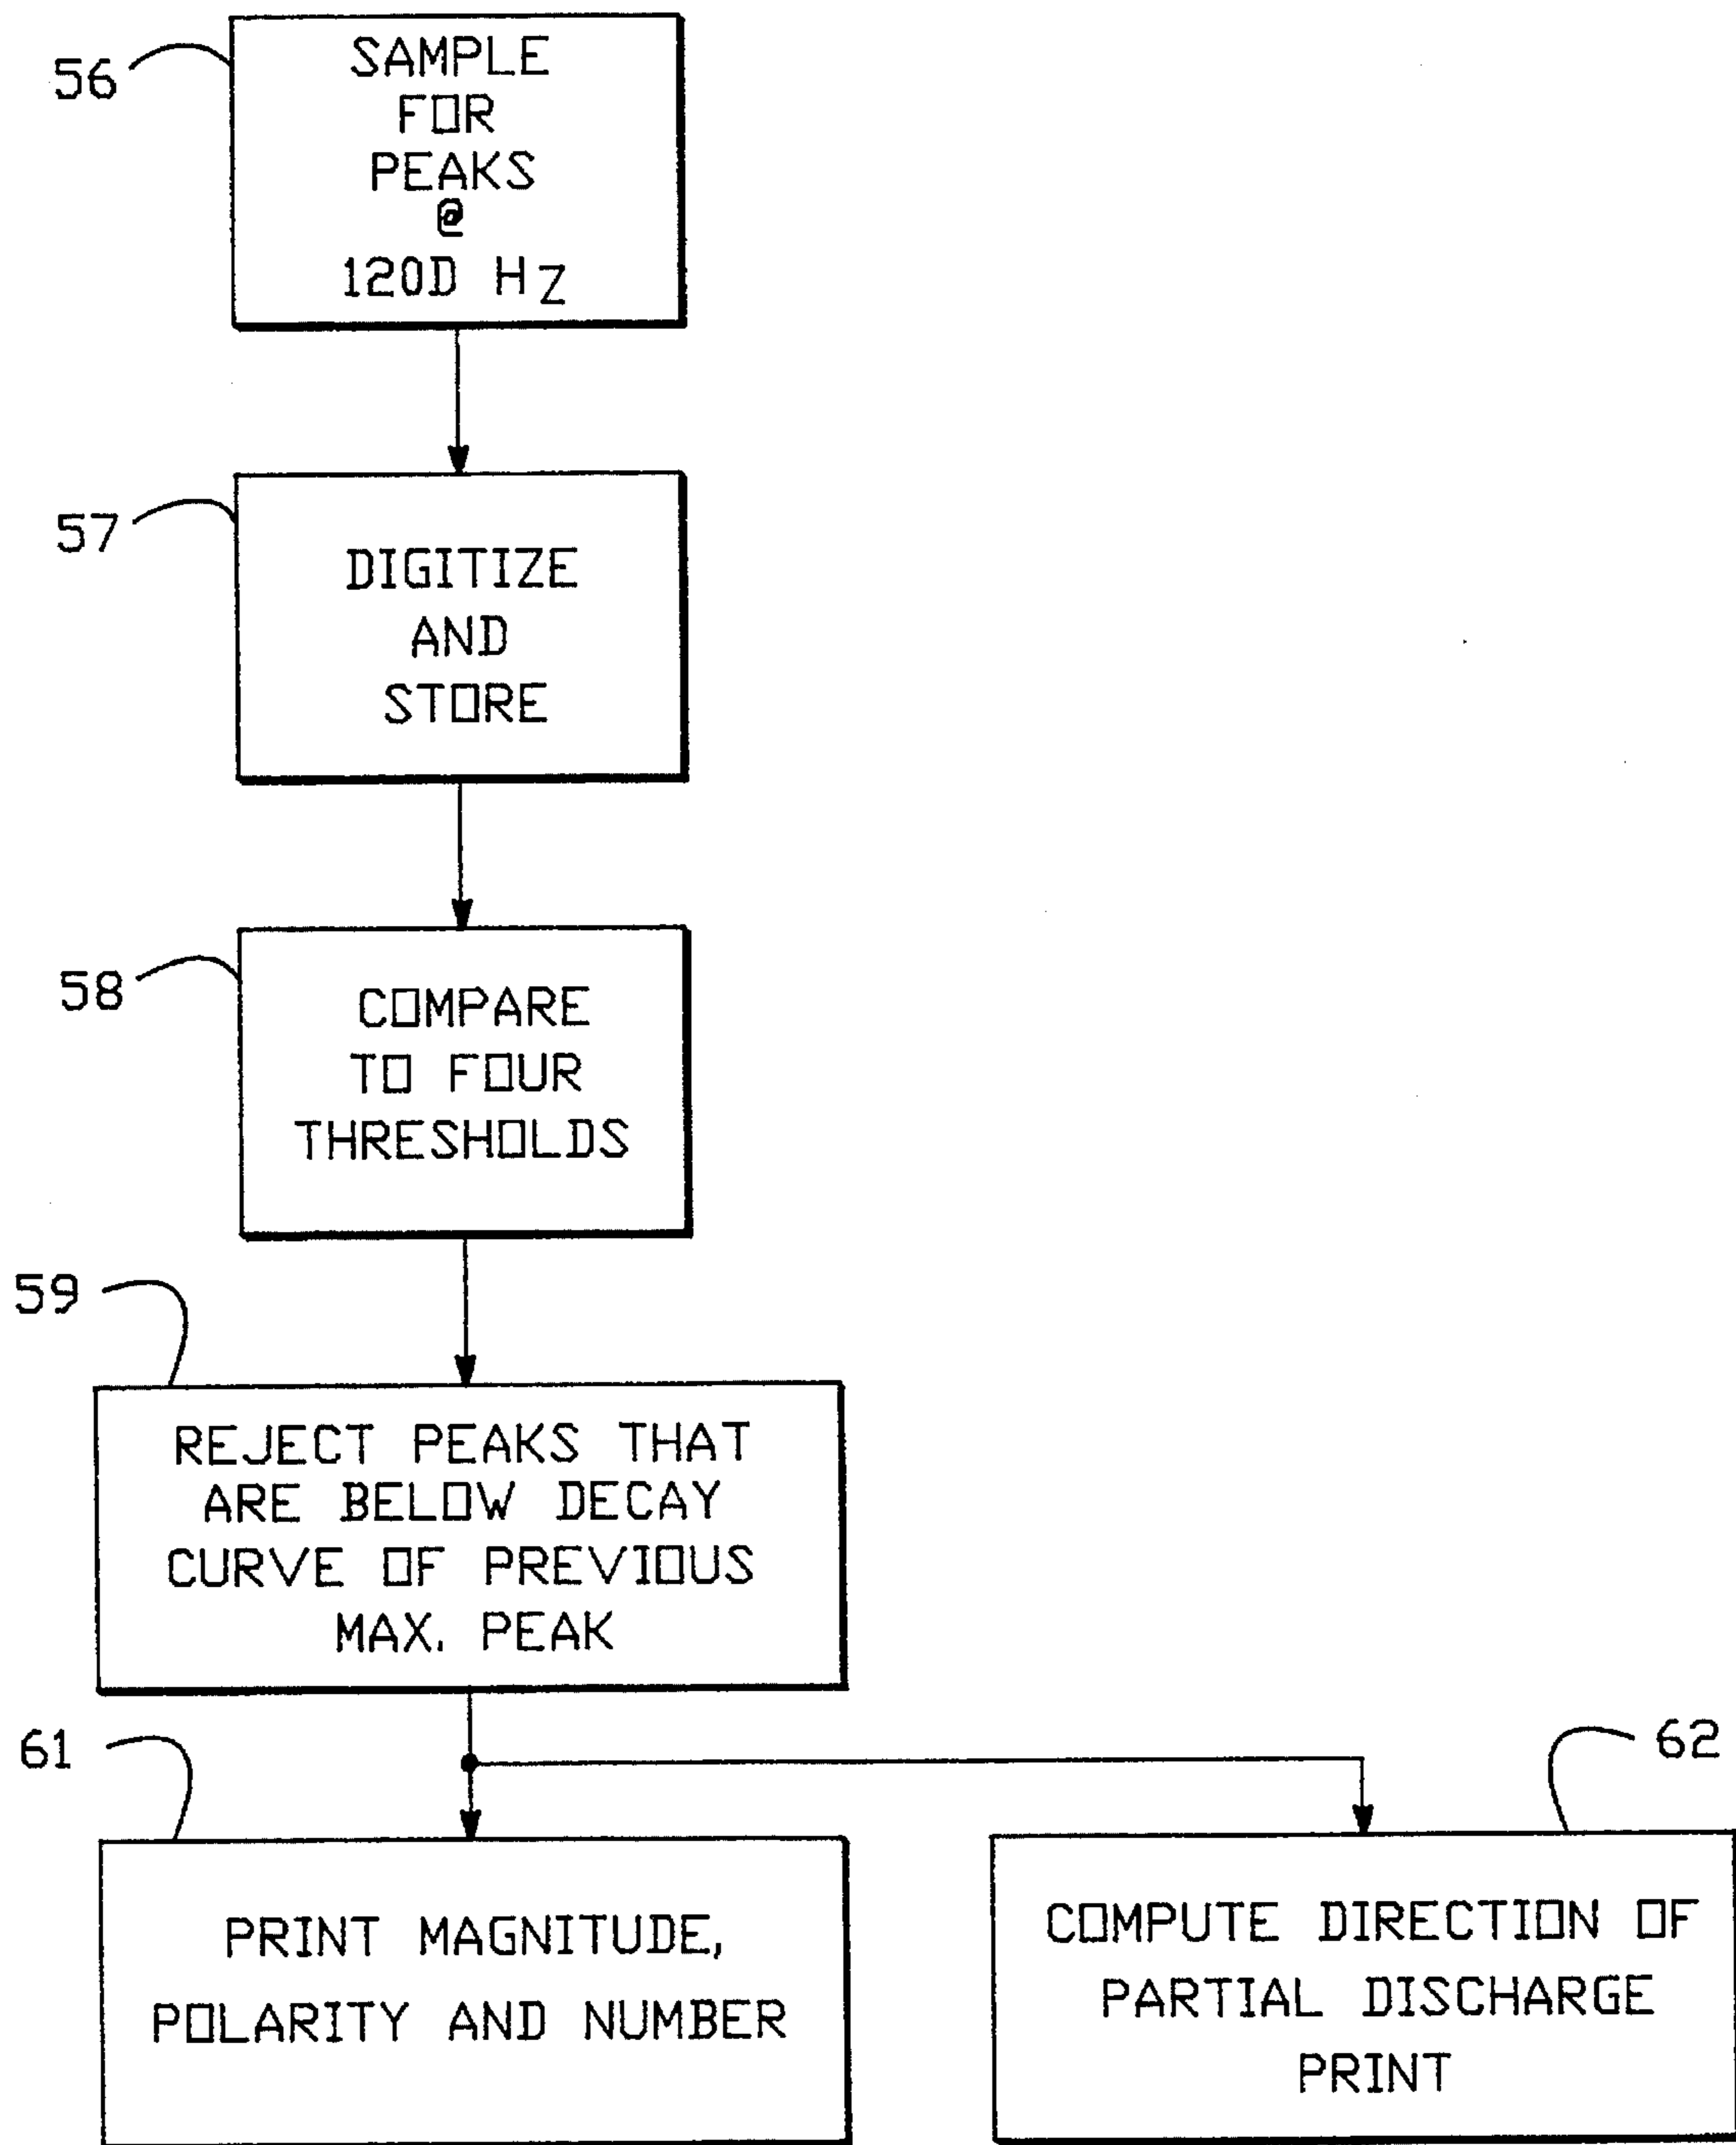 56
SAMPLE
FOR
PEAKS
@
120D HZ
57
DIGITIZE
AND
STORE
58
COMPARE
TO FOUR
THRESHOLDS
59
REJECT PEAKS THAT
ARE BELOW DECAY
CURVE OF PREVIOUS
MAX. PEAK
61
PRINT MAGNITUDE,
POLARITY AND NUMBER
62
COMPUTE DIRECTION OF
PARTIAL DISCHARGE
PRINT